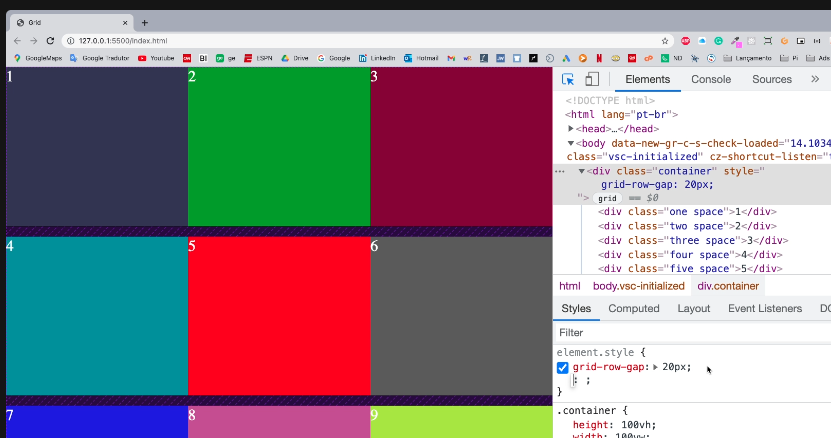 Grid
127.0.0.1:5500/index.html
GoogleMaps Google Tradutor Youtube BI ge ESPN Drive Google LinkedIn Hotmail ND Lançamento Pi Ads
1 2 3
4 5 6
7 8 9
Elements Console Sources »
<!DOCTYPE html>
<html lang="pt-br">
<head>…</head>
<body data-new-gr-c-s-check-loaded="14.1034
class="vsc-initialized" cz-shortcut-listen="t
<div class="container" style="
grid-row-gap: 20px;
"> grid == $0
<div class="one space">1</div>
<div class="two space">2</div>
<div class="three space">3</div>
<div class="four space">4</div>
<div class="five space">5</div>
html body.vsc-initialized div.container
Styles Computed Layout Event Listeners DO
Filter
element.style {
grid-row-gap: 20px;
: ;
}
.container {
height: 100vh;
width: 100vw;